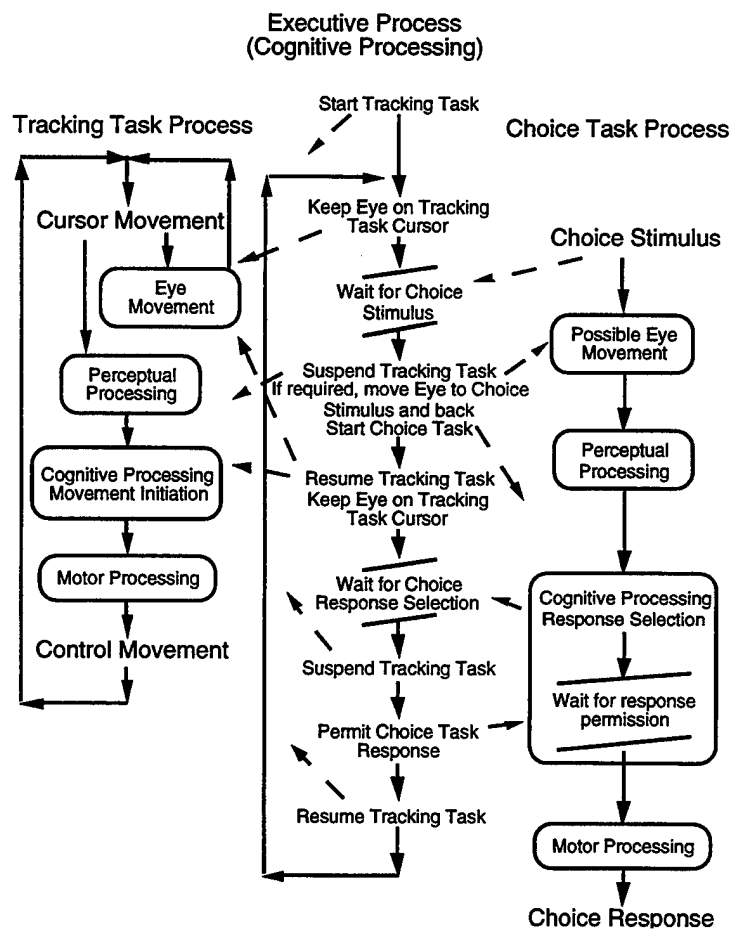 Executive Process
(Cognitive Processing)
Start Tracking Task
Tracking Task Process
Choice Task Process
Cursor Movement
Eye
Movement
Perceptual
Processing
Cognitive Processing
Movement Initiation
Motor Processing
Control Movement
Keep Eye on Tracking
Task Cursor
Wait for Choice
Stimulus
Suspend Tracking Task
If required, move Eye to Choice
Stimulus and back
Start Choice Task
Resume Tracking Task
Keep Eye on Tracking
Task Cursor
Wait for Choice
Response Selection
Suspend Tracking Task
Permit Choice Task
Response
Resume Tracking Task
Choice Stimulus
Possible Eye
Movement
Perceptual
Processing
Cognitive Processing
Response Selection
Wait for response
permission
Motor Processing
Choice Response